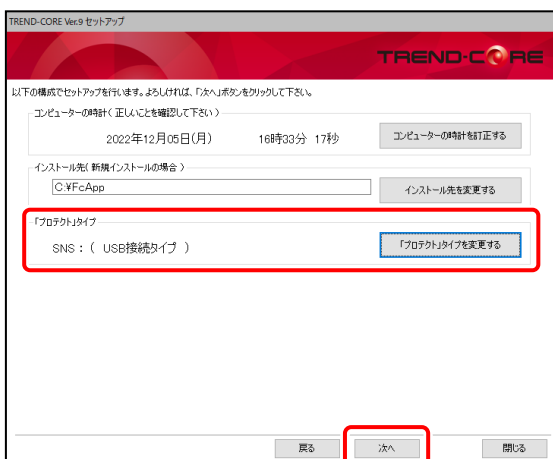 TREND-CORE Ver.9 セットアップ
TREND-CORE
以下の構成でセットアップを行います。よろしければ、「次へ」ボタンをクリックして下さい。
コンピューターの時計( 正しいことを確認して下さい )
2022年12月05日(月) 16時33分 17秒 コンピューターの時計を訂正する
インストール先( 新規インストールの場合 )
C:¥FcApp インストール先を変更する
「プロテクト」タイプ
SNS : ( USB接続タイプ ) 「プロテクト」タイプを変更する
戻る 次へ 閉じる